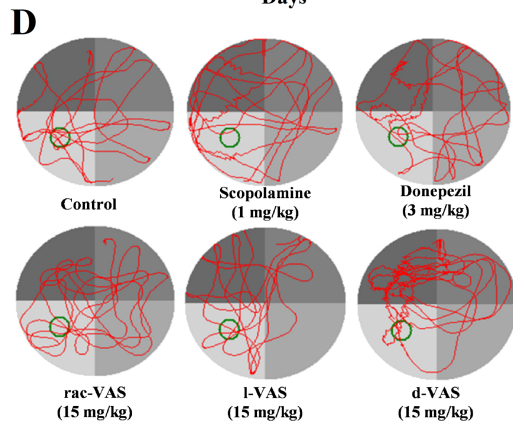 Days
D
Control
Scopolamine
(1 mg/kg)
Donepezil
(3 mg/kg)
rac-VAS
(15 mg/kg)
l-VAS
(15 mg/kg)
d-VAS
(15 mg/kg)